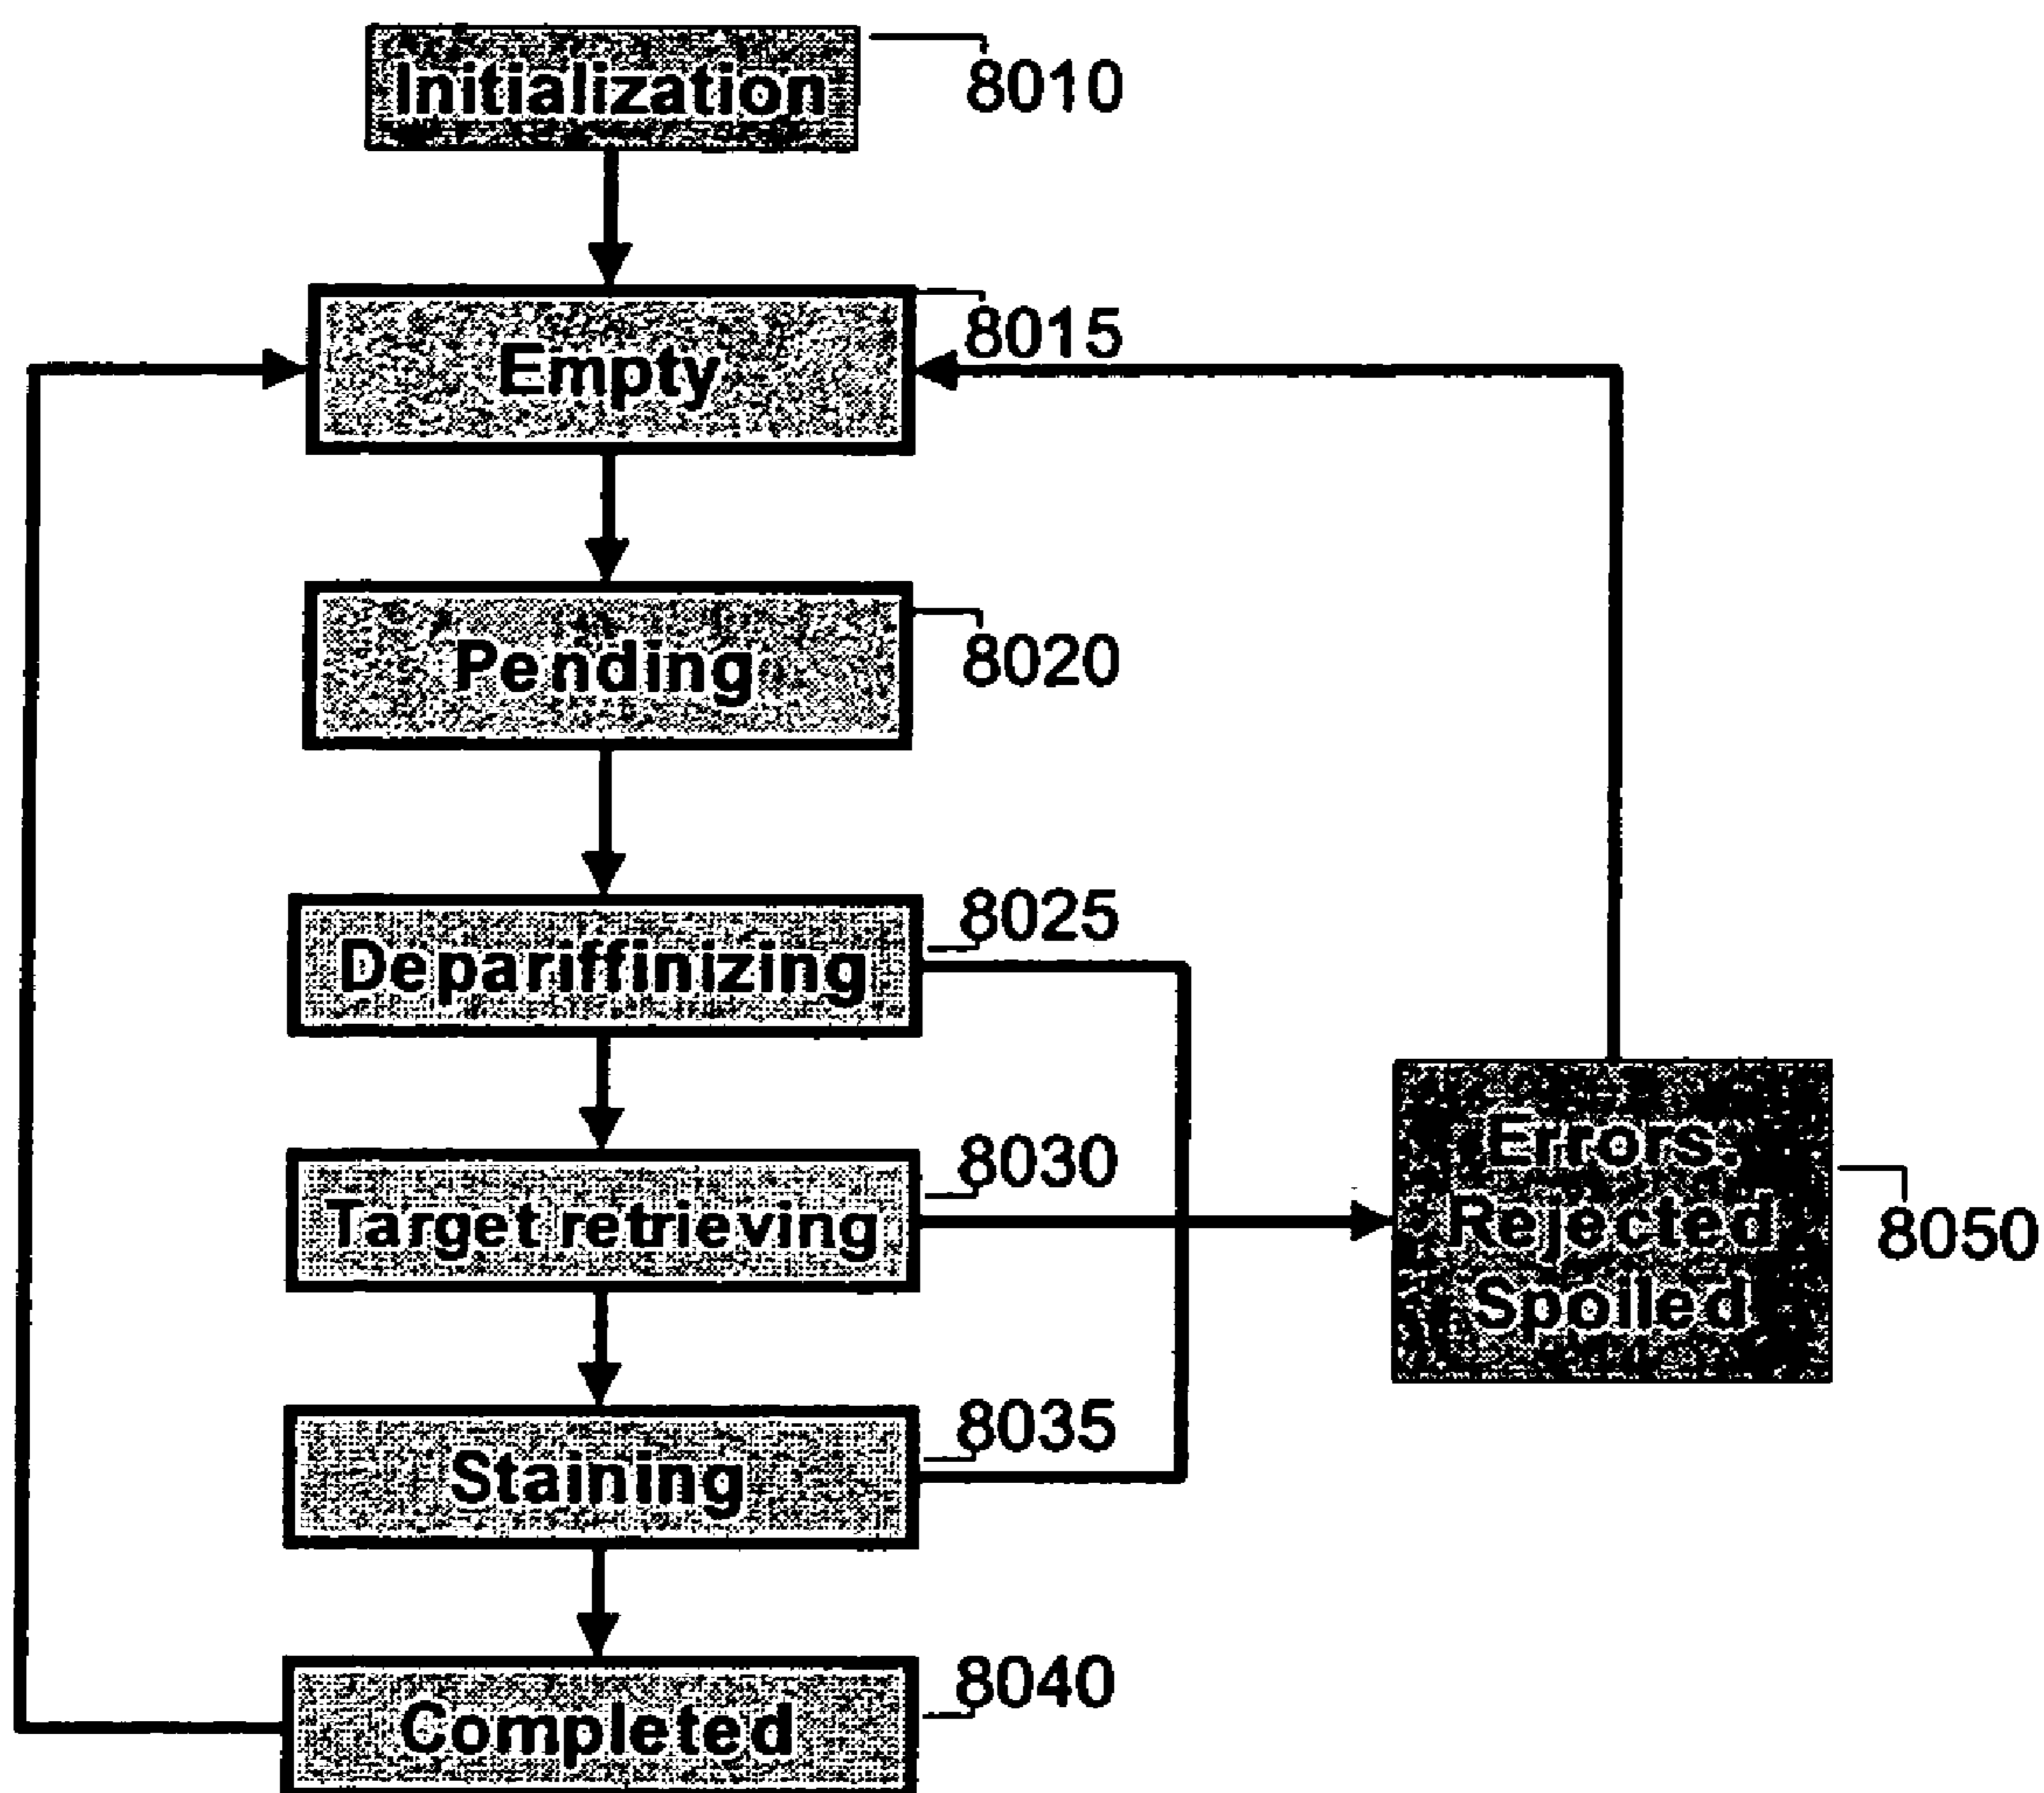 Initialization
8010
Empty
8015
Pending
8020
Depariffinizing
8025
Target retrieving
8030
Staining
8035
Completed
8040
Errors:
Rejected
Spoiled
8050